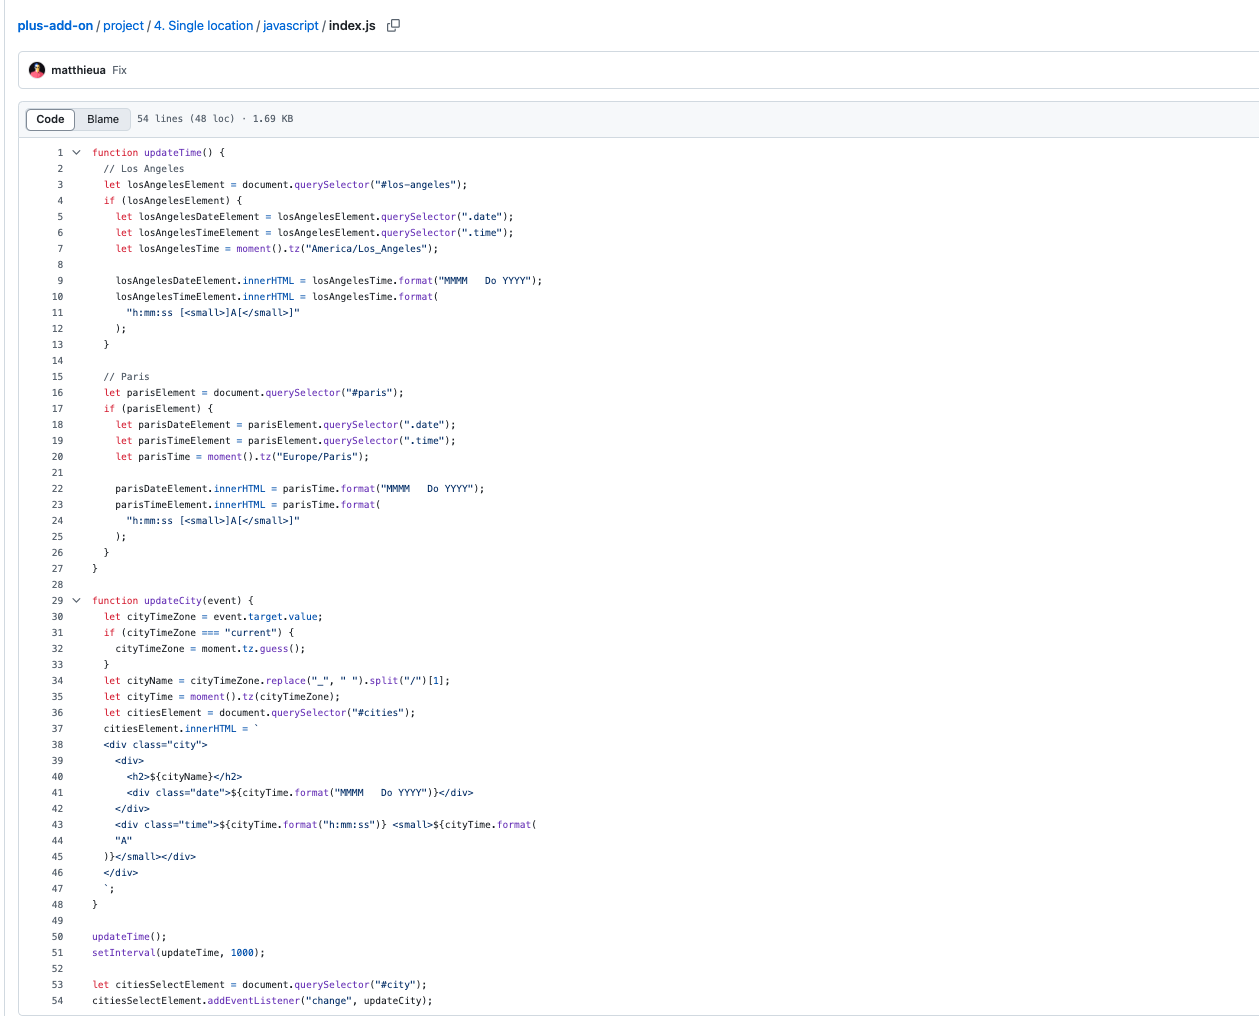 plus-add-on / project / 4. Single location / javascript / index.js
matthieua Fix
Code Blame 54 lines (48 loc) · 1.69 KB
1 function updateTime() {
2   // Los Angeles
3   let losAngelesElement = document.querySelector("#los-angeles");
4   if (losAngelesElement) {
5     let losAngelesDateElement = losAngelesElement.querySelector(".date");
6     let losAngelesTimeElement = losAngelesElement.querySelector(".time");
7     let losAngelesTime = moment().tz("America/Los_Angeles");
8
9     losAngelesDateElement.innerHTML = losAngelesTime.format("MMMM   Do YYYY");
10     losAngelesTimeElement.innerHTML = losAngelesTime.format(
11       "h:mm:ss [<small>]A[</small>]"
12     );
13   }
14
15   // Paris
16   let parisElement = document.querySelector("#paris");
17   if (parisElement) {
18     let parisDateElement = parisElement.querySelector(".date");
19     let parisTimeElement = parisElement.querySelector(".time");
20     let parisTime = moment().tz("Europe/Paris");
21
22     parisDateElement.innerHTML = parisTime.format("MMMM   Do YYYY");
23     parisTimeElement.innerHTML = parisTime.format(
24       "h:mm:ss [<small>]A[</small>]"
25     );
26   }
27 }
28
29 function updateCity(event) {
30   let cityTimeZone = event.target.value;
31   if (cityTimeZone === "current") {
32     cityTimeZone = moment.tz.guess();
33   }
34   let cityName = cityTimeZone.replace("_", " ").split("/")[1];
35   let cityTime = moment().tz(cityTimeZone);
36   let citiesElement = document.querySelector("#cities");
37   citiesElement.innerHTML = `
38   <div class="city">
39     <div>
40       <h2>${cityName}</h2>
41       <div class="date">${cityTime.format("MMMM   Do YYYY")}</div>
42     </div>
43     <div class="time">${cityTime.format("h:mm:ss")} <small>${cityTime.format(
44     "A"
45   )}</small></div>
46   </div>
47   `;
48 }
49
50 updateTime();
51 setInterval(updateTime, 1000);
52
53 let citiesSelectElement = document.querySelector("#city");
54 citiesSelectElement.addEventListener("change", updateCity);